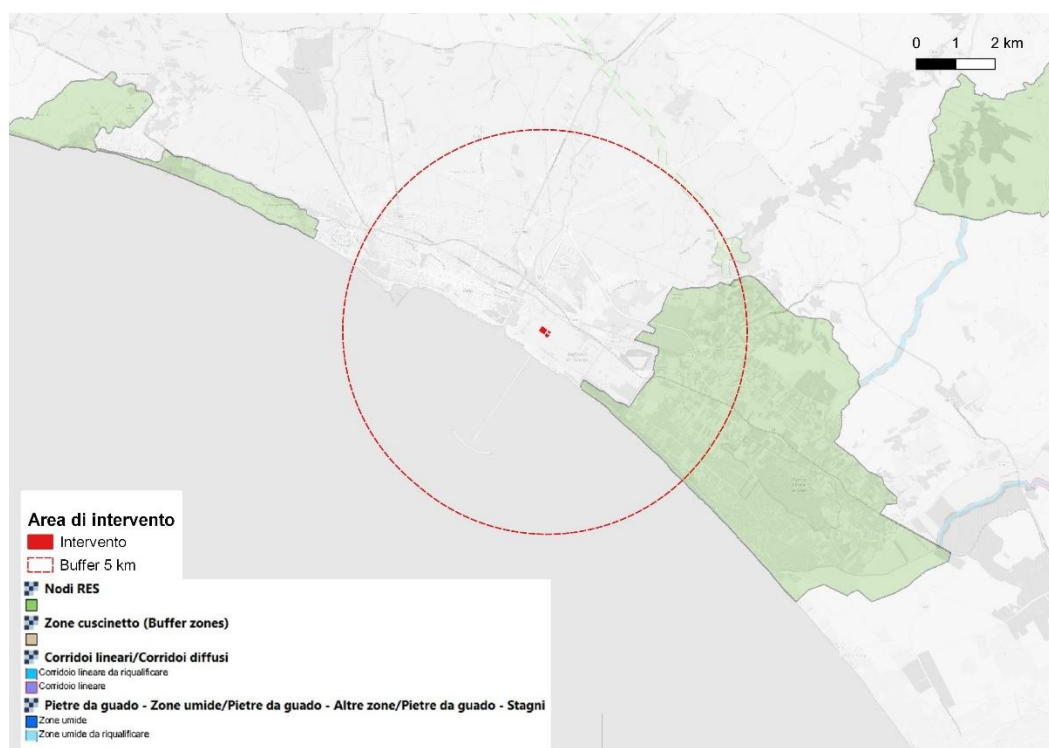 0 1 2 km
Area di intervento
Intervento
Buffer 5 km
Nodi RES
Zone cuscinetto (Buffer zones)
Corridoi lineari/Corridoi diffusi
Corridoio lineare da riqualificare
Corridoio lineare
Pietre da guado - Zone umide/Pietre da guado - Altre zone/Pietre da guado - Stagni
Zone umide
Zone umide da riqualificare